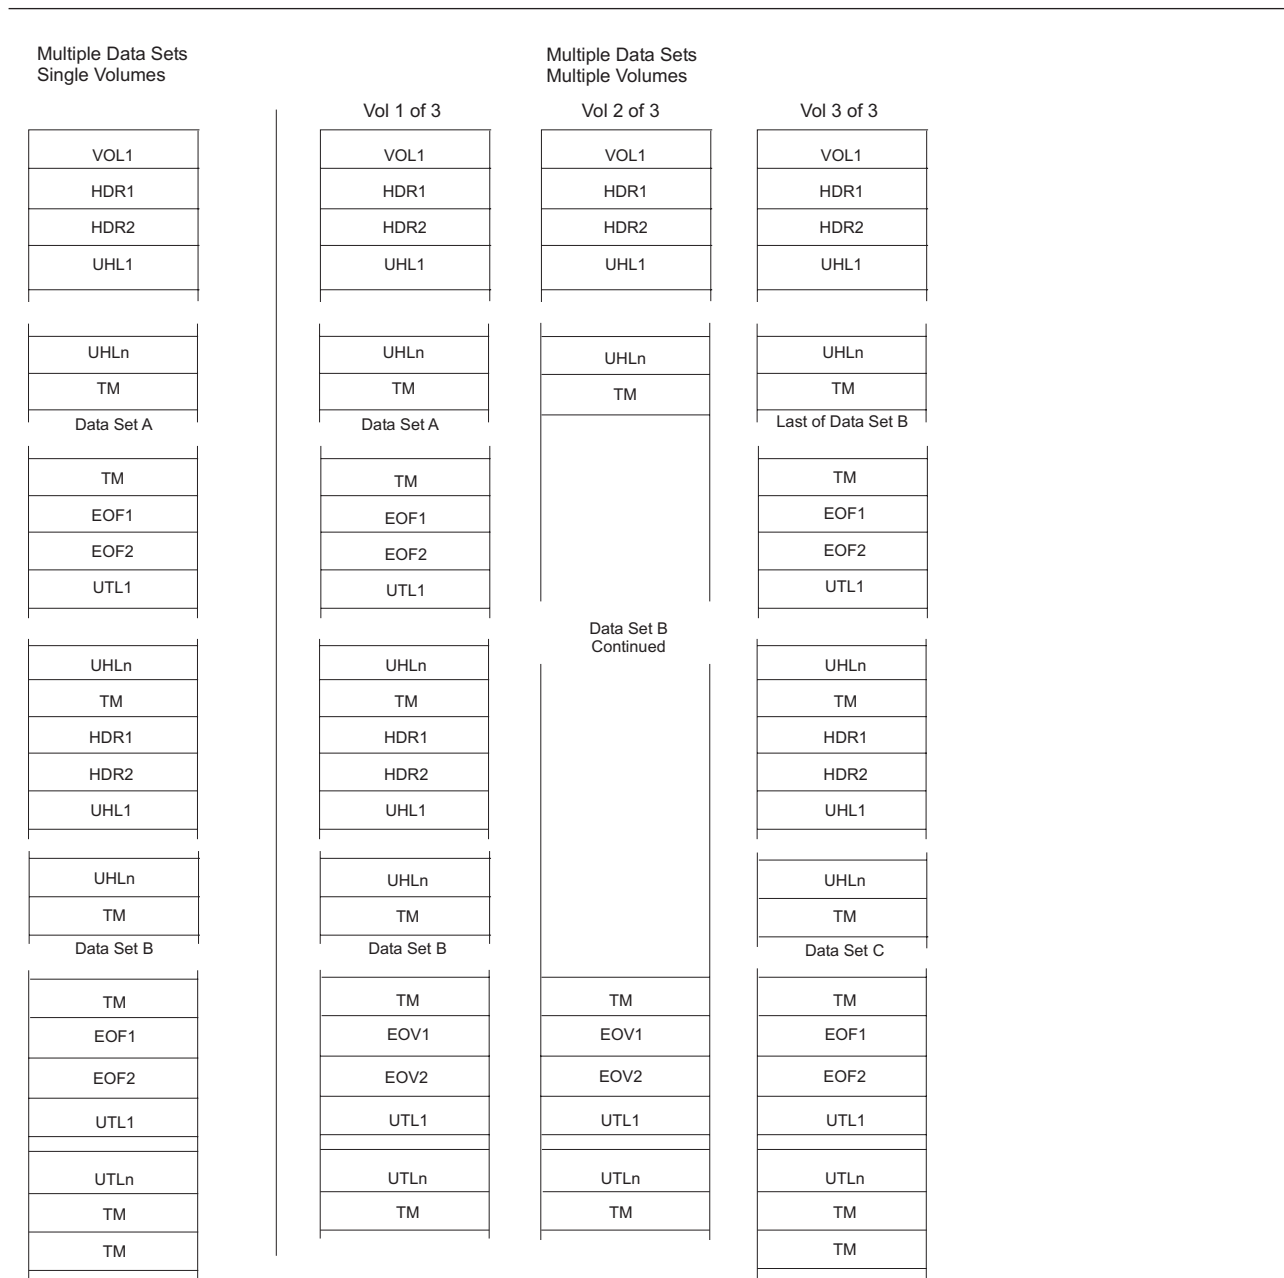 Multiple Data Sets
Single Volumes
VOL1
HDR1
HDR2
UHL1
UHLn
TM
Data Set A
TM
EOF1
EOF2
UTL1
UHLn
TM
HDR1
HDR2
UHL1
UHLn
TM
Data Set B
TM
EOF1
EOF2
UTL1
UTLn
TM
TM
Multiple Data Sets
Multiple Volumes
Vol 1 of 3
VOL1
HDR1
HDR2
UHL1
UHLn
TM
Data Set A
TM
EOF1
EOF2
UTL1
UHLn
TM
HDR1
HDR2
UHL1
UHLn
TM
Data Set B
TM
EOV1
EOV2
UTL1
UTLn
TM
Vol 2 of 3
VOL1
HDR1
HDR2
UHL1
UHLn
TM
Data Set B
Continued
TM
EOV1
EOV2
UTL1
UTLn
TM
Vol 3 of 3
VOL1
HDR1
HDR2
UHL1
UHLn
TM
Last of Data Set B
TM
EOF1
EOF2
UTL1
UHLn
TM
HDR1
HDR2
UHL1
UHLn
TM
Data Set C
TM
EOF1
EOF2
UTL1
UTLn
TM
TM